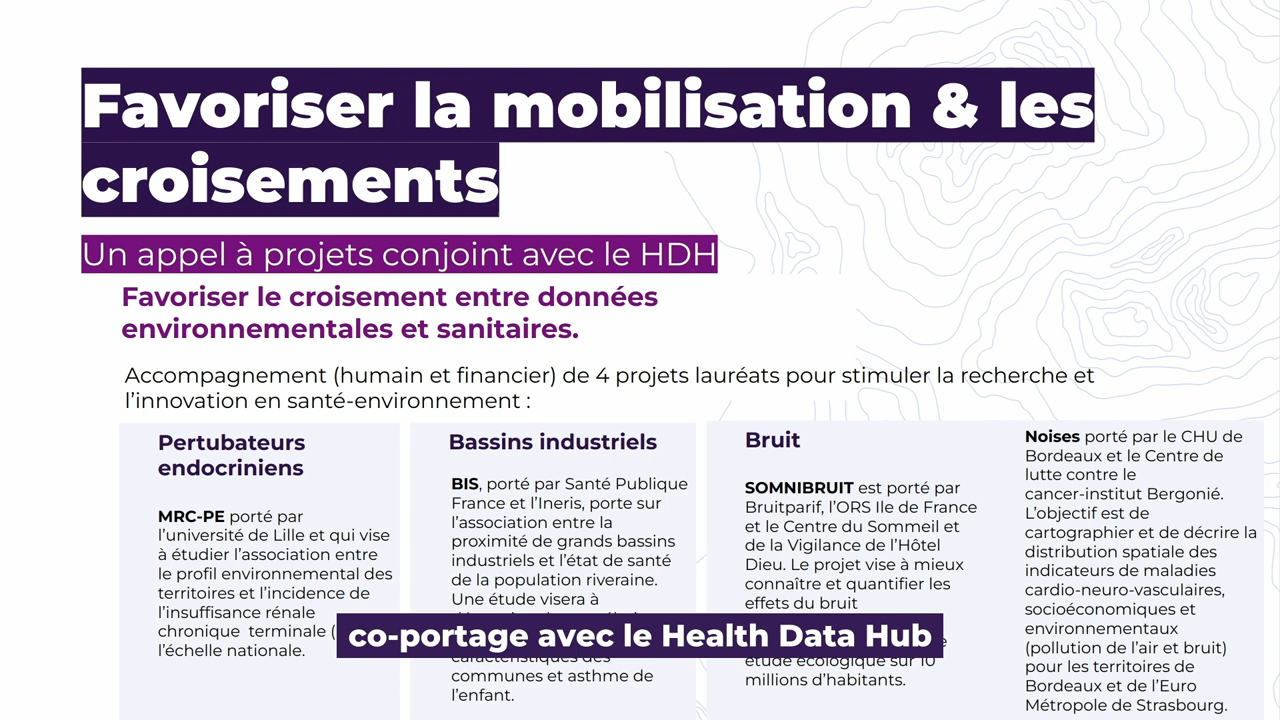 Favoriser la mobilisation & les
croisements
Un appel à projets conjoint avec le HDH
Favoriser le croisement entre données
environnementales et sanitaires.
Accompagnement (humain et financier) de 4 projets lauréats pour stimuler la recherche et
l'innovation en santé-environnement :
Pertubateurs
endocriniens
MRC-PE porté par
l'université de Lille et qui vise
à étudier l'association entre
le profil environnemental des
territoires et l'incidence de
l'insuffisance rénale
chronique terminale (
l'échelle nationale.
Bassins industriels
BIS, porté par Santé Publique
France et l'Ineris, porte sur
l'association entre la
proximité de grands bassins
industriels et l'état de santé
de la population riveraine.
Une étude visera à
caractéristiques des
communes et asthme de
l'enfant.
Bruit
SOMNIBRUIT est porté par
Bruitparif, l'ORS Ile de France
et le Centre du Sommeil et
de la Vigilance de l'Hôtel
Dieu. Le projet vise à mieux
connaître et quantifier les
effets du bruit
étude écologique sur 10
millions d'habitants.
Noises porté par le CHU de
Bordeaux et le Centre de
lutte contre le
cancer-institut Bergonié.
L'objectif est de
cartographier et de décrire la
distribution spatiale des
indicateurs de maladies
cardio-neuro-vasculaires,
socioéconomiques et
environnementaux
(pollution de l'air et bruit)
pour les territoires de
Bordeaux et de l'Euro
Métropole de Strasbourg.
co-portage avec le Health Data Hub